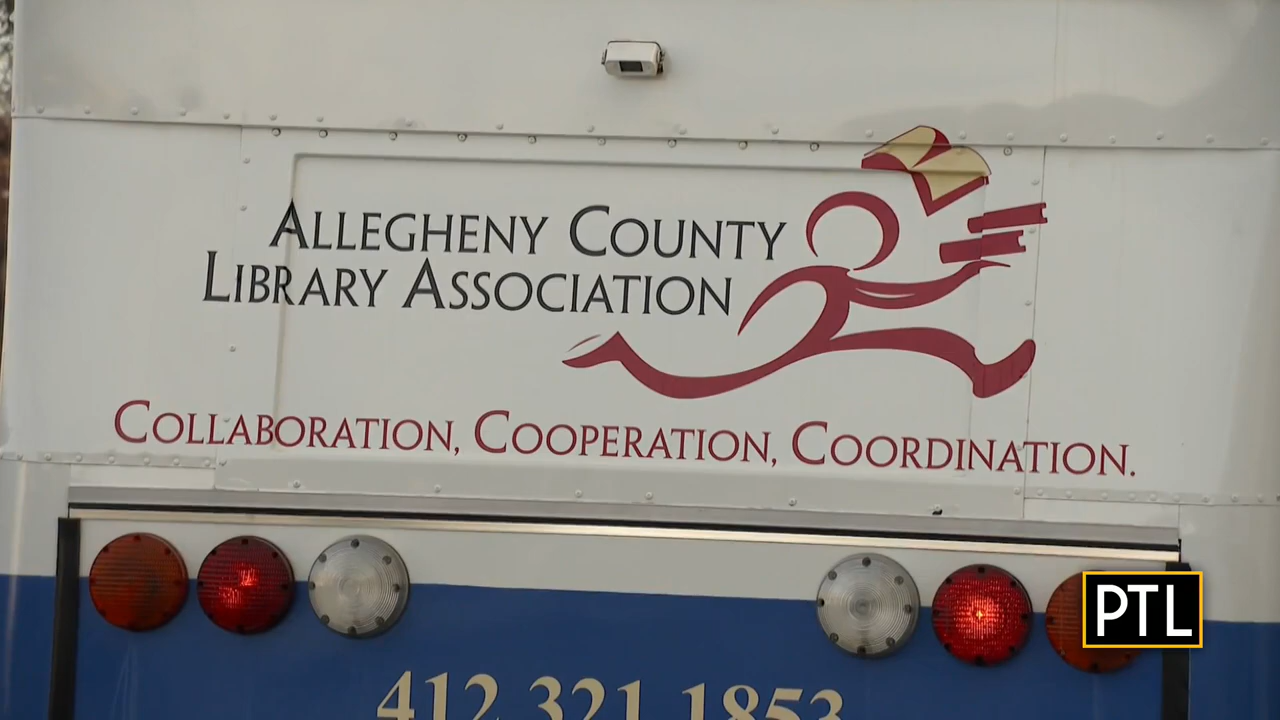 ALLEGHENY COUNTY
LIBRARY ASSOCIATION
COLLABORATION, COOPERATION, COORDINATION.
PTL
412 321 1853